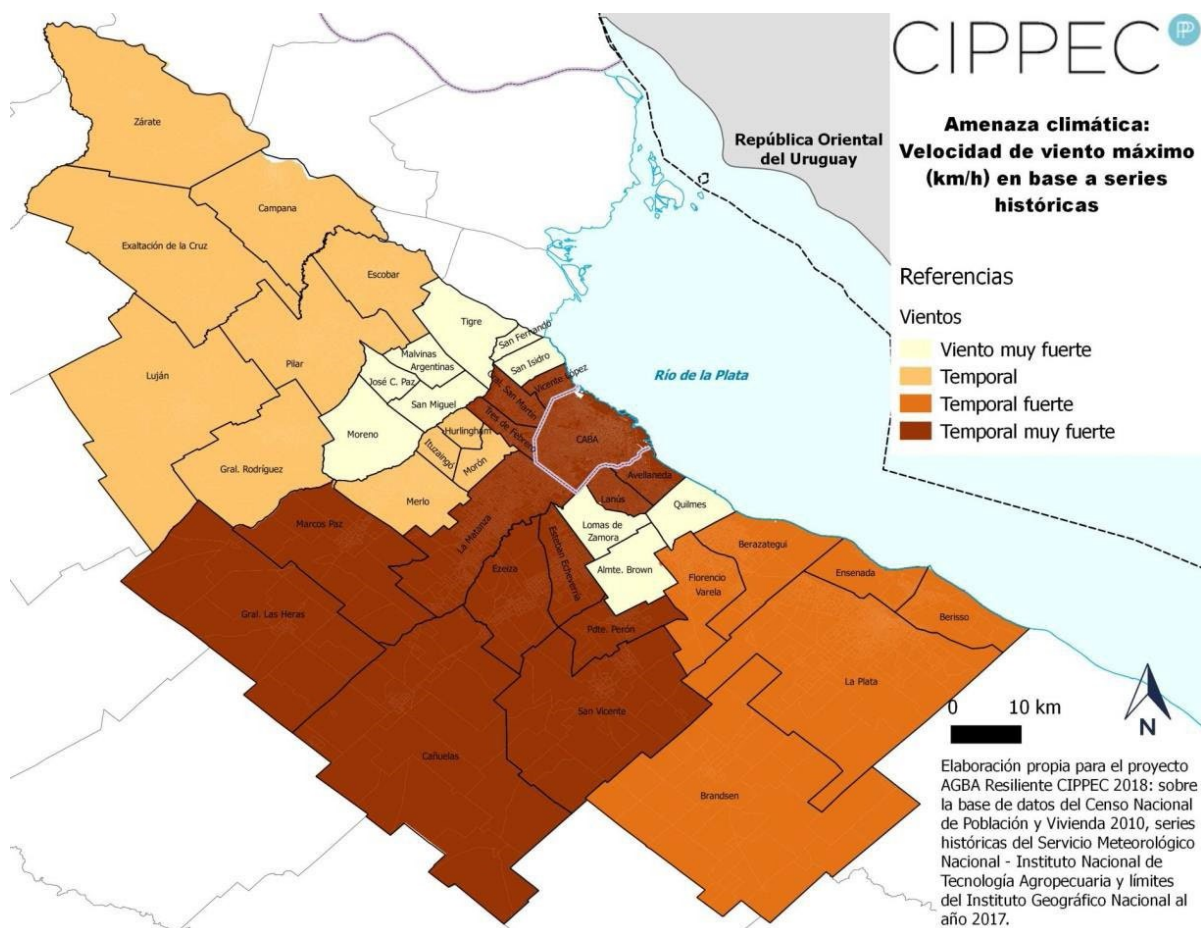 CIPPEC
PP
Amenaza climática:
Velocidad de viento máximo
(km/h) en base a series
históricas
Referencias
Vientos
Viento muy fuerte
Temporal
Temporal fuerte
Temporal muy fuerte
República Oriental
del Uruguay
Río de la Plata
Zárate
Campana
Exaltación de la Cruz
Escobar
Tigre
San Fernando
San Isidro
Malvinas
Argentinas
Pilar
Luján
José C. Paz
San Miguel
Vicente López
Gral. San Martín
Tres de Febrero
Moreno
Hurlingham
Ituzaingó
Morón
CABA
Gral. Rodríguez
Merlo
Avellaneda
Lanús
Quilmes
Marcos Paz
La Matanza
Lomas de
Zamora
Esteban Echeverría
Ezeiza
Almte. Brown
Berazategui
Florencio
Varela
Ensenada
Berisso
Gral. Las Heras
Pdte. Perón
La Plata
San Vicente
Cañuelas
Brandsen
0 10 km
N
Elaboración propia para el proyecto
AGBA Resiliente CIPPEC 2018: sobre
la base de datos del Censo Nacional
de Población y Vivienda 2010, series
históricas del Servicio Meteorológico
Nacional - Instituto Nacional de
Tecnología Agropecuaria y límites
del Instituto Geográfico Nacional al
año 2017.